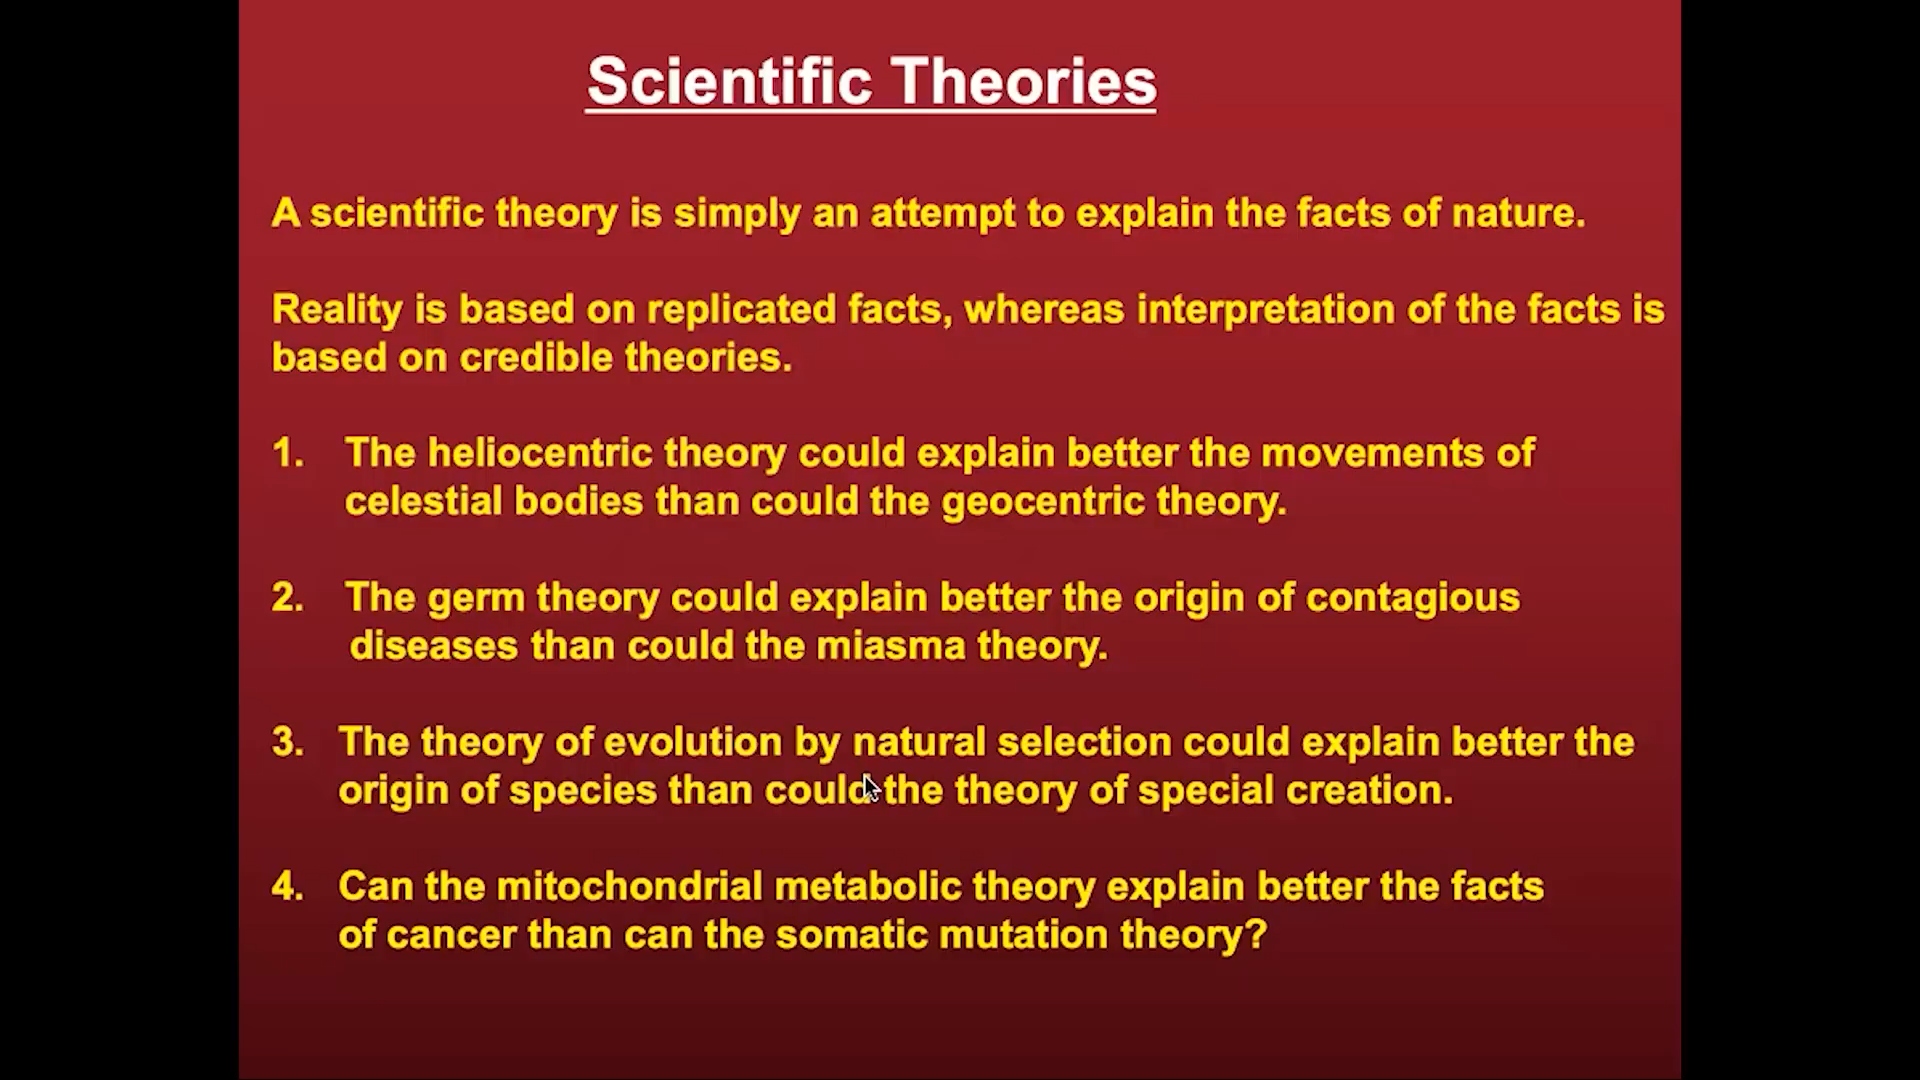 Scientific Theories
A scientific theory is simply an attempt to explain the facts of nature.
Reality is based on replicated facts, whereas interpretation of the facts is
based on credible theories.
1. The heliocentric theory could explain better the movements of
celestial bodies than could the geocentric theory.
2. The germ theory could explain better the origin of contagious
diseases than could the miasma theory.
3. The theory of evolution by natural selection could explain better the
origin of species than could the theory of special creation.
4. Can the mitochondrial metabolic theory explain better the facts
of cancer than can the somatic mutation theory?